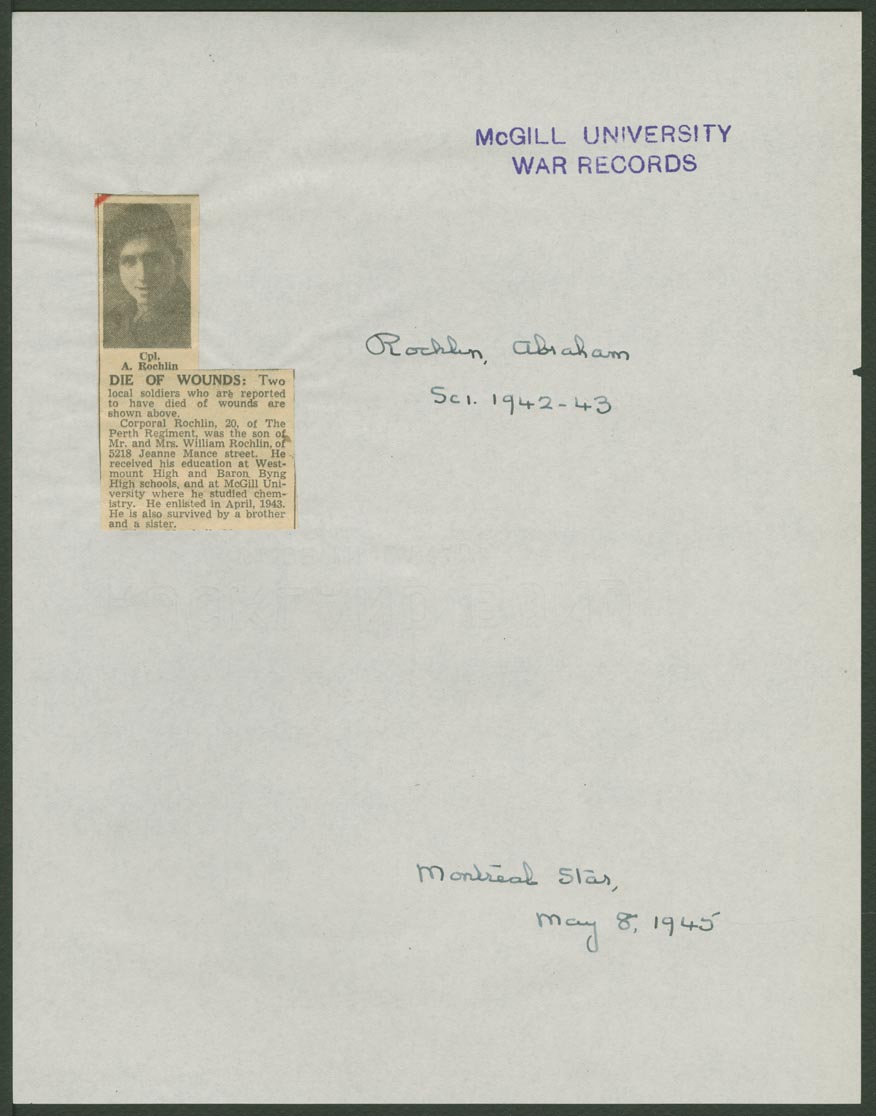 McGILL UNIVERSITY
WAR RECORDS
Cpl.
A. Rochlin
DIE OF WOUNDS: Two
local soldiers who are reported
to have died of wounds are
shown above.
Corporal Rochlin, 20, of The
Perth Regiment, was the son of
Mr. and Mrs. William Rochlin, of
5218 Jeanne Mance street. He
received his education at West-
mount High and Baron Byng
High schools, and at McGill Uni-
versity where he studied chem-
istry. He enlisted in April, 1943.
He is also survived by a brother
and a sister.
Rochlin, Abraham
Sci. 1942-43
Montreal Star,
May 8, 1945